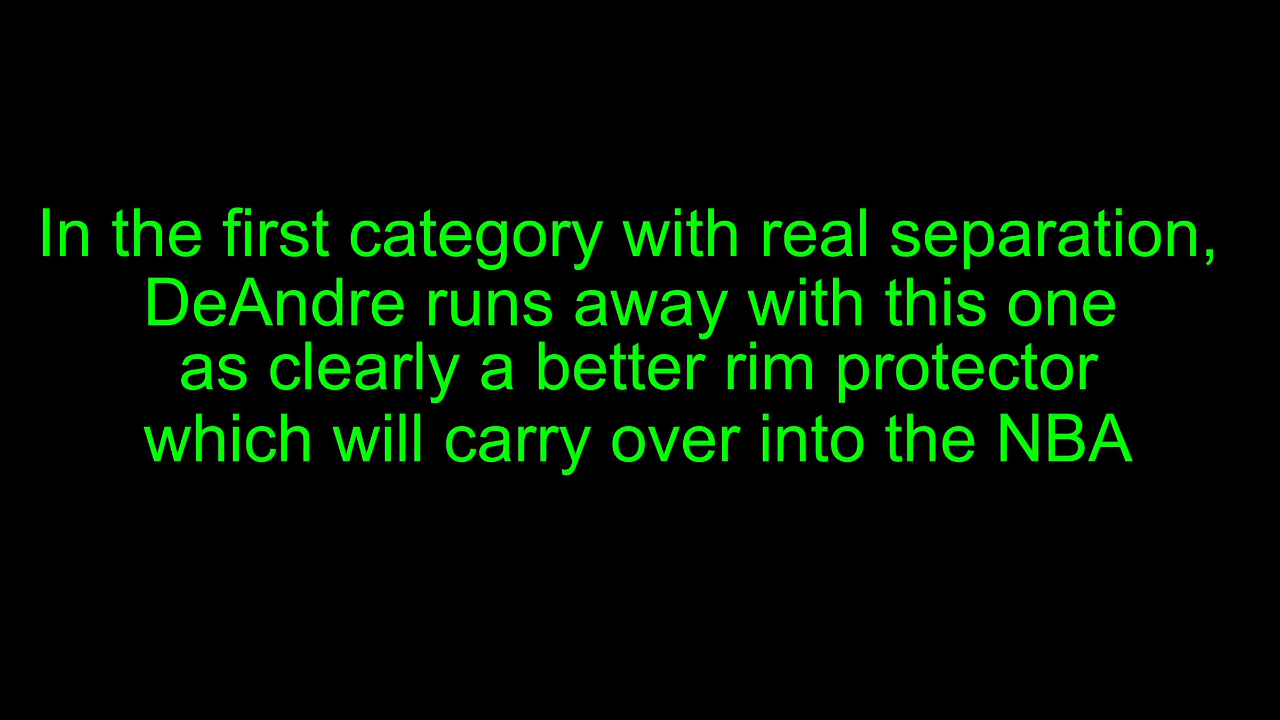 In the first category with real separation,
DeAndre runs away with this one
as clearly a better rim protector
which will carry over into the NBA